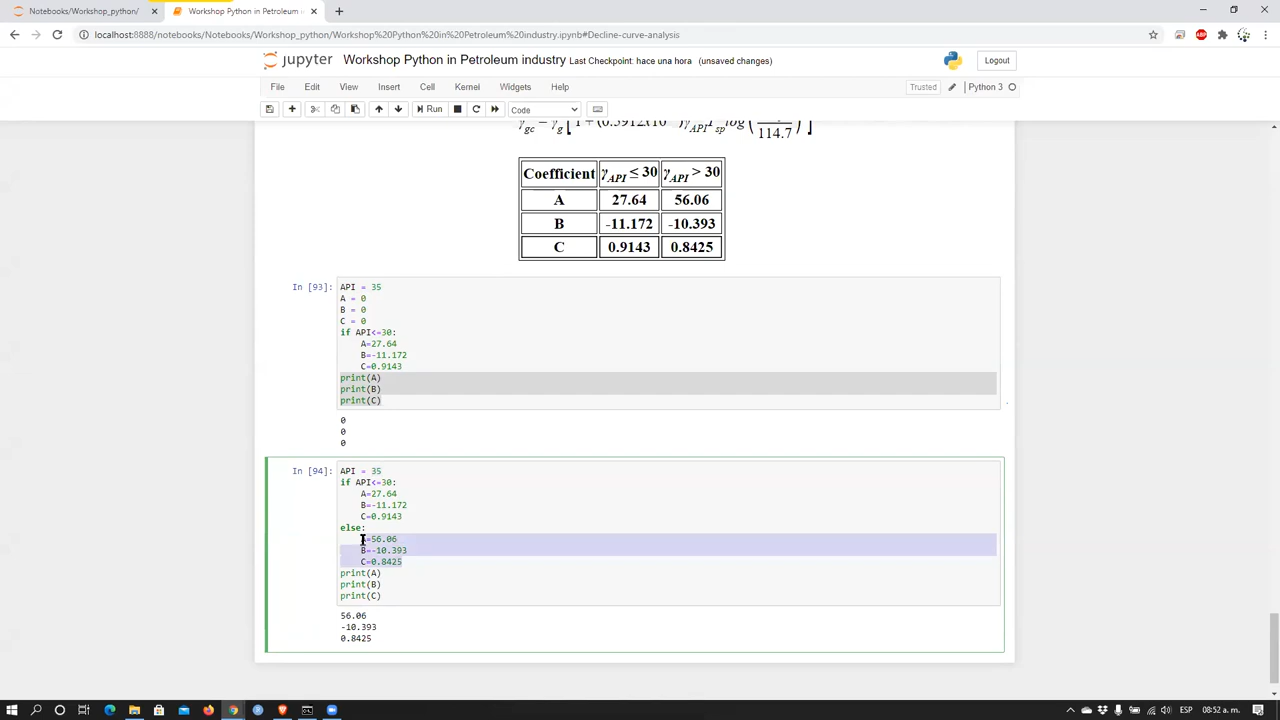 Notebooks/Workshop_python/
Workshop Python in Petroleum in
localhost:8888/notebooks/Notebooks/Workshop_python/Workshop%20Python%20in%20Petroleum%20industry.ipynb#Decline-curve-analysis
ABP
jupyter Workshop Python in Petroleum industry Last Checkpoint: hace una hora (unsaved changes)
Logout
File Edit View Insert Cell Kernel Widgets Help
Trusted Python 3
Run Code
114.7
Coefficient γAPI ≤ 30 γAPI > 30
A 27.64 56.06
B -11.172 -10.393
C 0.9143 0.8425
In [93]: API = 35
A = 0
B = 0
C = 0
if API<=30:
A=27.64
B=-11.172
C=0.9143
print(A)
print(B)
print(C)
0
0
0
In [94]: API = 35
if API<=30:
A=27.64
B=-11.172
C=0.9143
else:
A=56.06
B=-10.393
C=0.8425
print(A)
print(B)
print(C)
56.06
-10.393
0.8425
ESP 08:52 a. m.